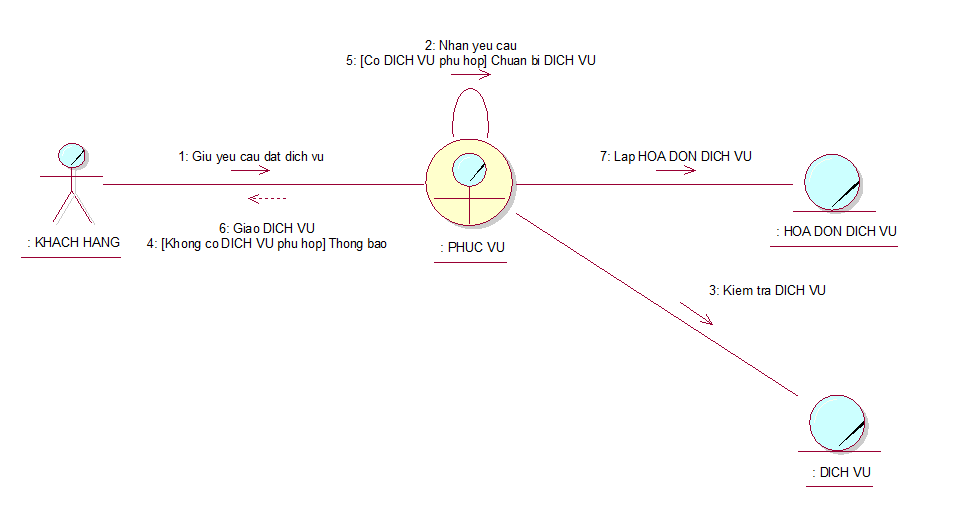 2: Nhan yeu cau
5: [Co DICH VU phu hop] Chuan bi DICH VU
1: Giu yeu cau dat dich vu
7: Lap HOA DON DICH VU
6: Giao DICH VU
4: [Khong co DICH VU phu hop] Thong bao
: KHACH HANG
: PHUC VU
: HOA DON DICH VU
3: Kiem tra DICH VU
: DICH VU